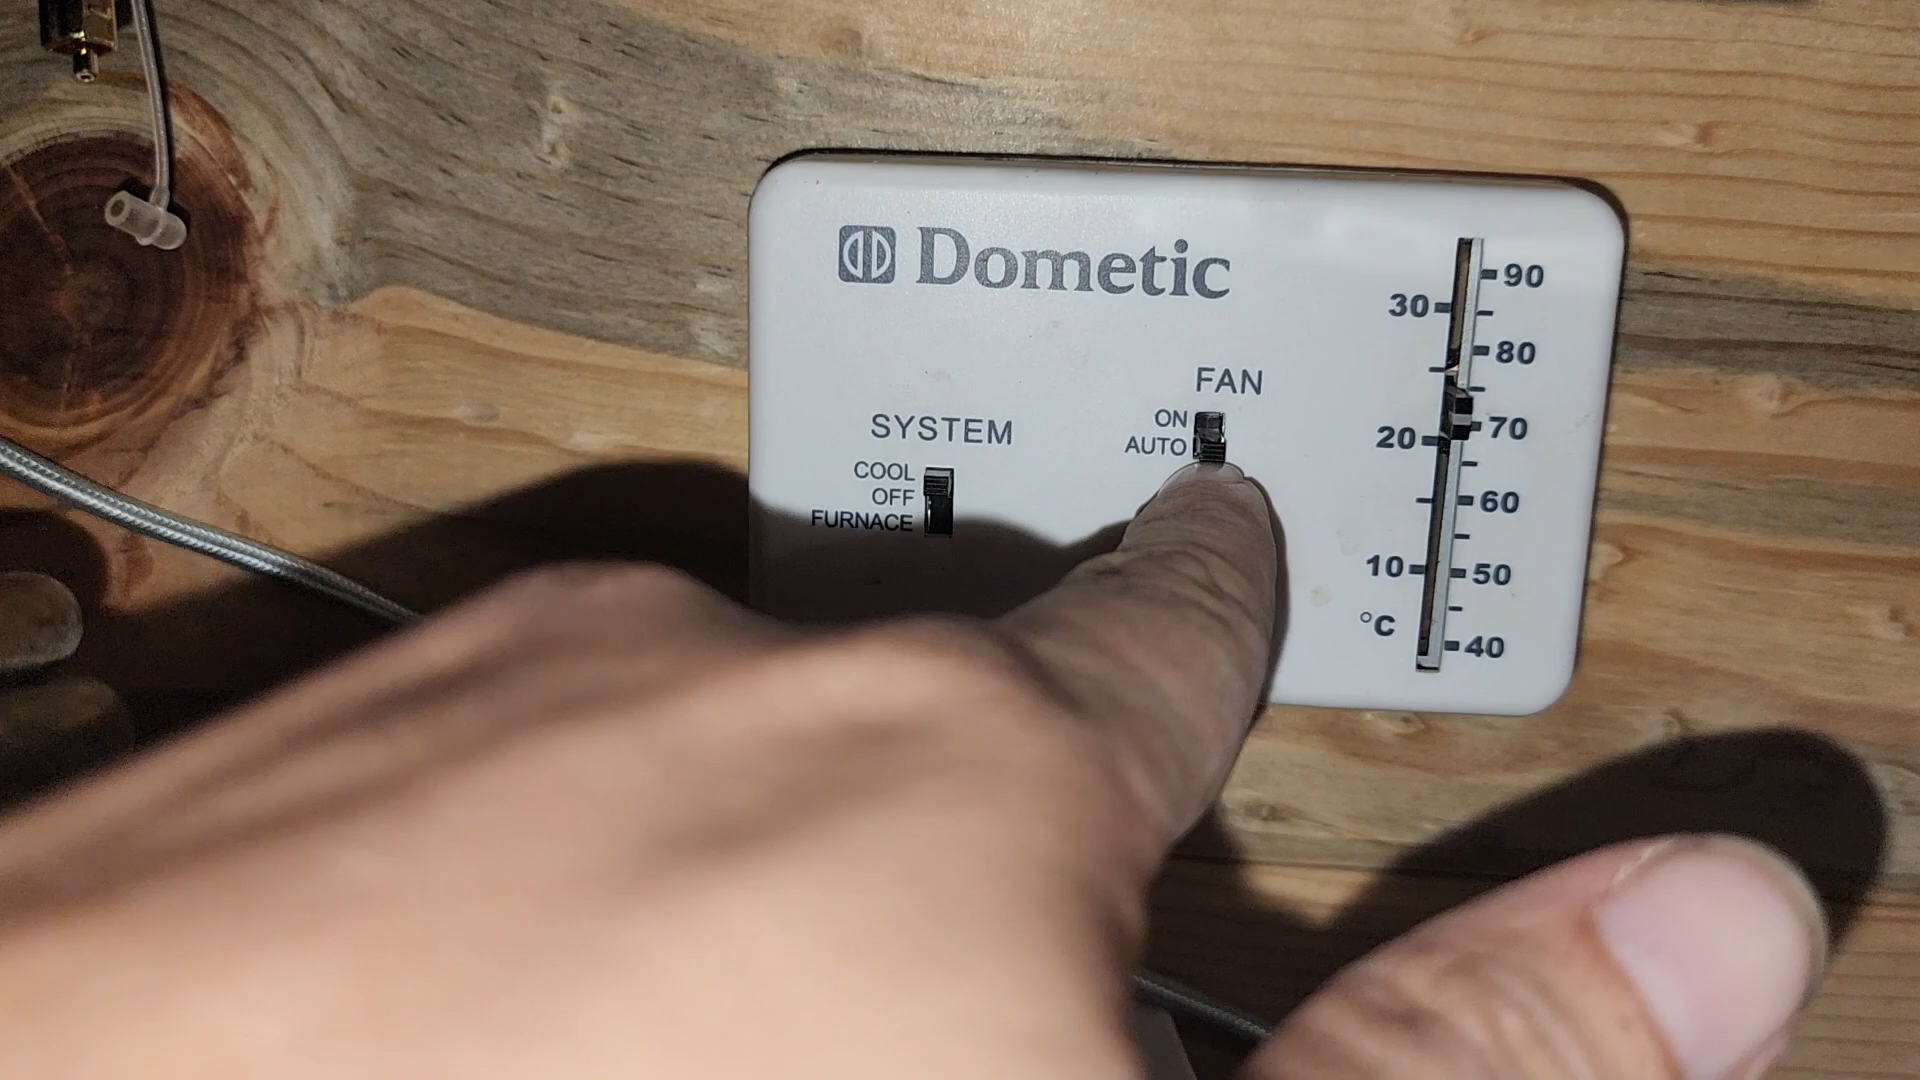 Dometic
SYSTEM
COOL
OFF
FURNACE
FAN
ON
AUTO
90
30
80
70
20
60
10
50
°C
40